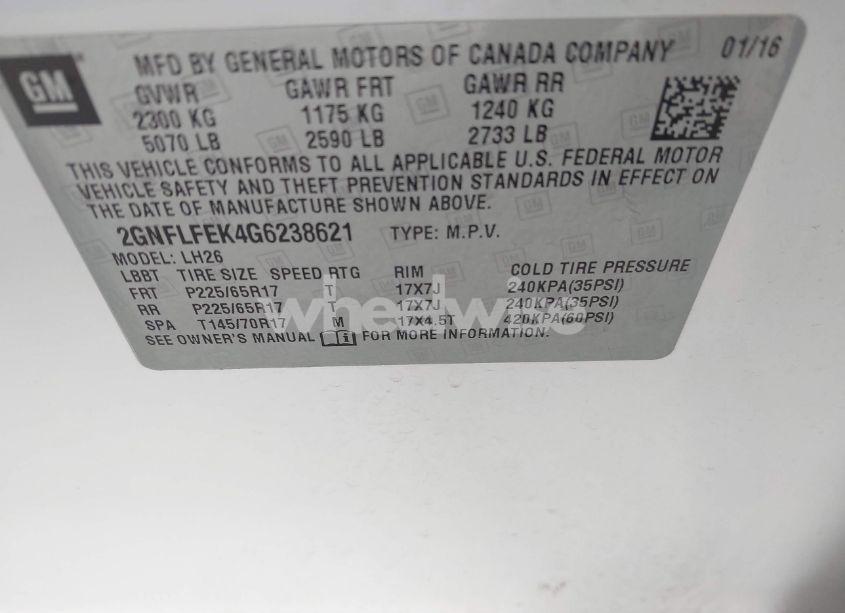 GM MFD BY GENERAL MOTORS OF CANADA COMPANY 01/16
GVWR GAWR FRT GAWR RR
2300 KG 1175 KG 1240 KG
5070 LB 2590 LB 2733 LB
THIS VEHICLE CONFORMS TO ALL APPLICABLE U.S. FEDERAL MOTOR
VEHICLE SAFETY AND THEFT PREVENTION STANDARDS IN EFFECT ON
THE DATE OF MANUFACTURE SHOWN ABOVE.
2GNFLFEK4G6238621 TYPE: M.P.V.
MODEL: LH26
LBBT TIRE SIZE SPEED RTG RIM COLD TIRE PRESSURE
FRT P225/65R17 T 17X7J 240KPA(35PSI)
RR P225/65R17 T 17X7J 240KPA(35PSI)
SPA T145/70R17 M 17X4.5T 420KPA(60PSI)
SEE OWNER'S MANUAL FOR MORE INFORMATION.